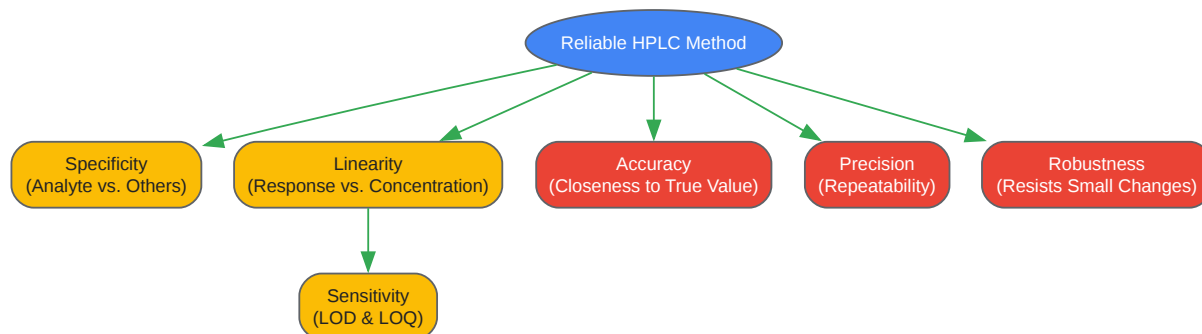 Reliable HPLC Method
Specificity
(Analyte vs. Others)
Linearity
(Response vs. Concentration)
Accuracy
(Closeness to True Value)
Precision
(Repeatability)
Robustness
(Resists Small Changes)
Sensitivity
(LOD & LOQ)